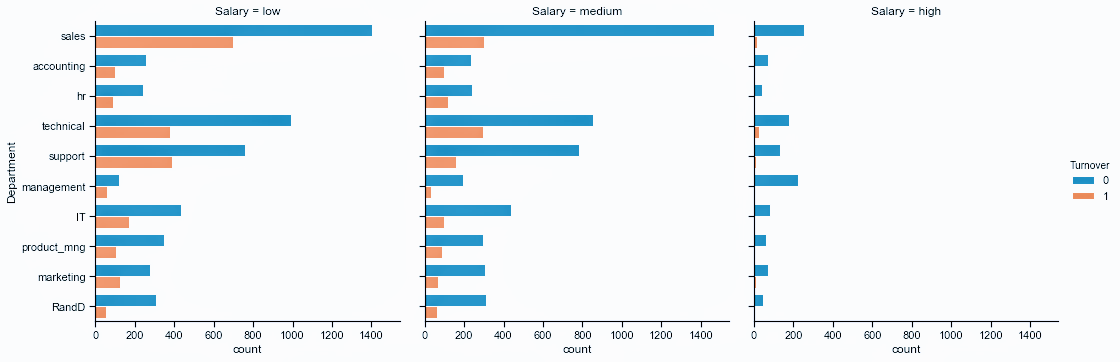 Salary = low
Salary = medium
Salary = high
Department
sales
accounting
hr
technical
support
management
IT
product_mng
marketing
RandD
0 200 400 600 800 1000 1200 1400
0 200 400 600 800 1000 1200 1400
0 200 400 600 800 1000 1200 1400
count
count
count
Turnover
0
1